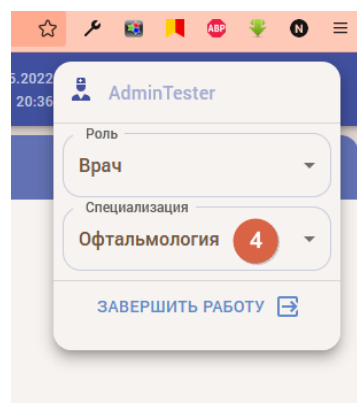 ABP
N
5.2022
20:36
AdminTester
Роль
Врач
Специализация
Офтальмология 4
ЗАВЕРШИТЬ РАБОТУ